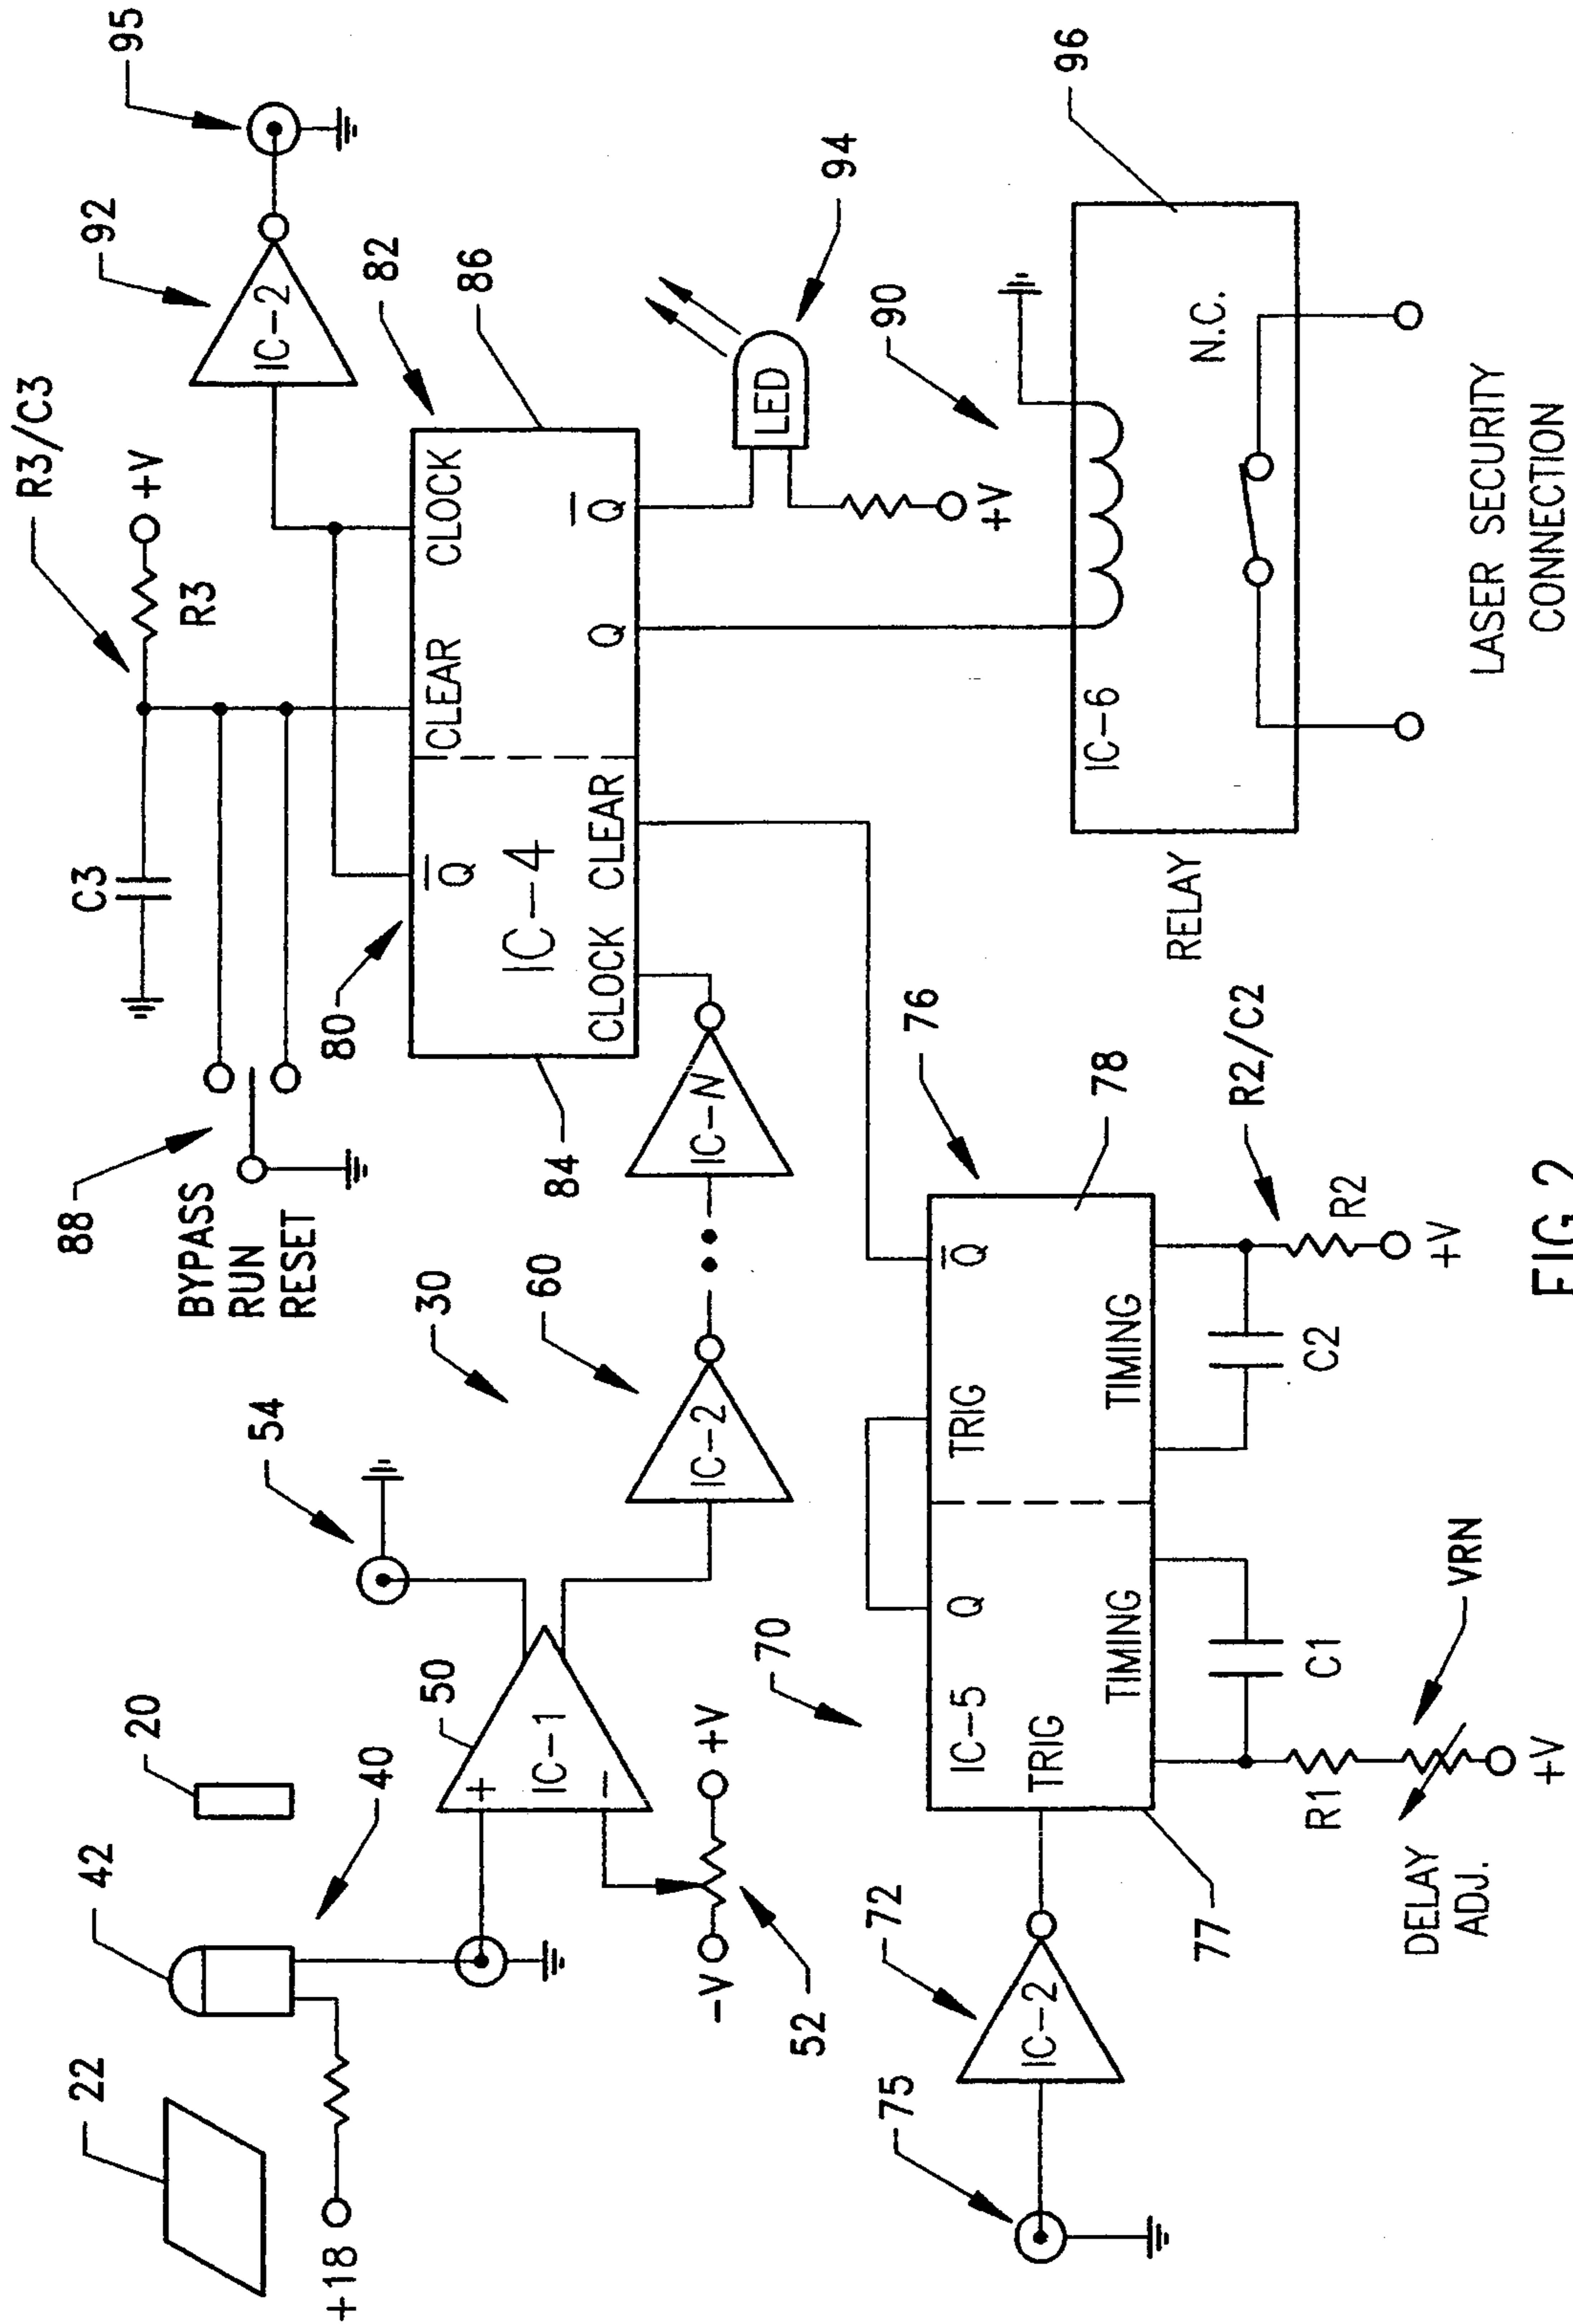 22
42
40
20
+18
50
+
IC-1
−
-V
+V
52
54
30
60
IC-2
IC-N
88
BYPASS
RUN
RESET
C3
R3/C3
R3
+V
80
82
84
86
Q̅
CLEAR
CLOCK
IC-4
CLOCK
CLEAR
Q
Q̅
92
IC-2
95
LED
94
+V
90
96
IC-6
N.C.
RELAY
LASER SECURITY
CONNECTION
75
72
IC-2
70
76
77
78
IC-5
TRIG
Q
TRIG
Q̅
TIMING
TIMING
C1
R1
VRN
DELAY
ADJ.
+V
C2
R2/C2
R2
+V
FIG.2